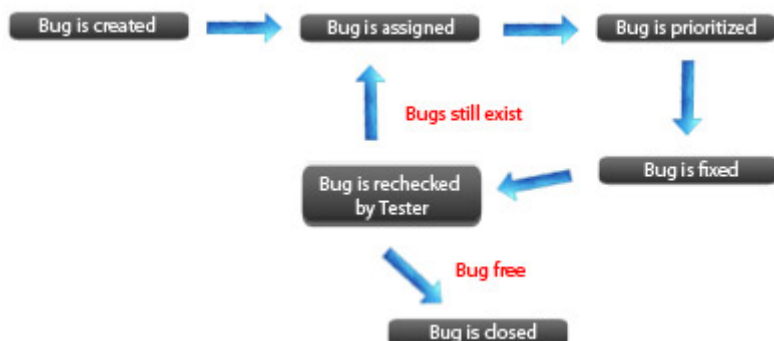 Bug is created
Bug is assigned
Bug is prioritized
Bugs still exist
Bug is rechecked
by Tester
Bug is fixed
Bug free
Bug is closed